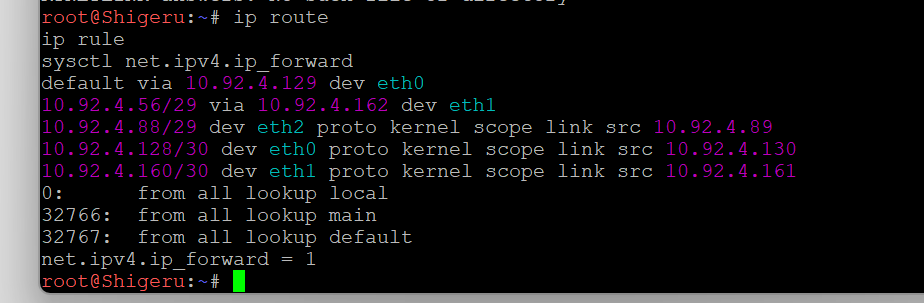 root@Shigeru:~# ip route
ip rule
sysctl net.ipv4.ip_forward
default via 10.92.4.129 dev eth0
10.92.4.56/29 via 10.92.4.162 dev eth1
10.92.4.88/29 dev eth2 proto kernel scope link src 10.92.4.89
10.92.4.128/30 dev eth0 proto kernel scope link src 10.92.4.130
10.92.4.160/30 dev eth1 proto kernel scope link src 10.92.4.161
0:      from all lookup local
32766:  from all lookup main
32767:  from all lookup default
net.ipv4.ip_forward = 1
root@Shigeru:~#